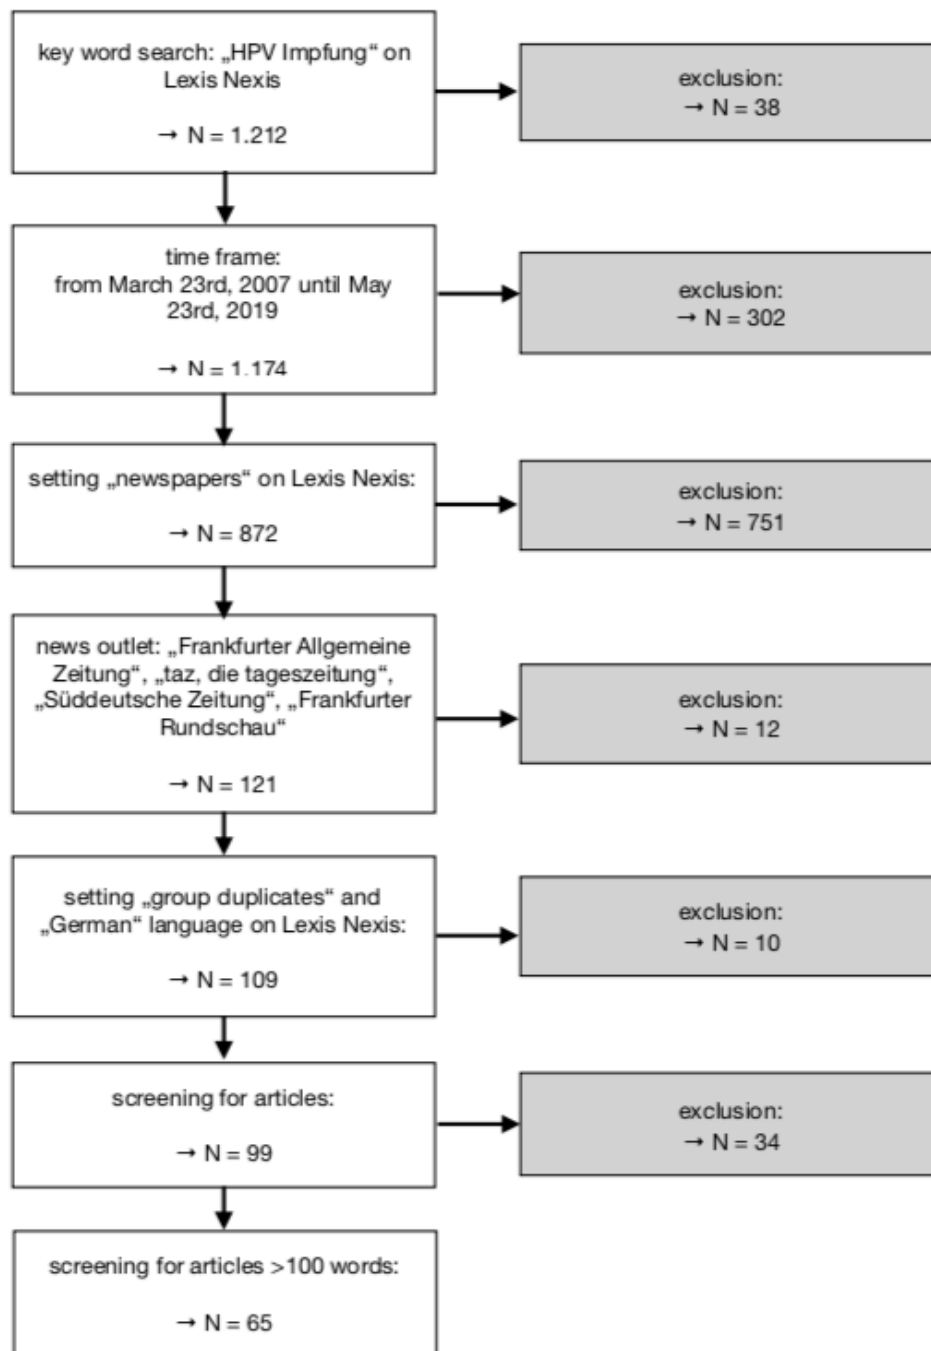 key word search: „HPV Impfung“ on
Lexis Nexis
→ N = 1.212
exclusion:
→ N = 38
time frame:
from March 23rd, 2007 until May
23rd, 2019
→ N = 1.174
exclusion:
→ N = 302
setting „newspapers“ on Lexis Nexis:
→ N = 872
exclusion:
→ N = 751
news outlet: „Frankfurter Allgemeine
Zeitung“, „taz, die tageszeitung“,
„Süddeutsche Zeitung“, „Frankfurter
Rundschau“
→ N = 121
exclusion:
→ N = 12
setting „group duplicates“ and
„German“ language on Lexis Nexis:
→ N = 109
exclusion:
→ N = 10
screening for articles:
→ N = 99
exclusion:
→ N = 34
screening for articles >100 words:
→ N = 65